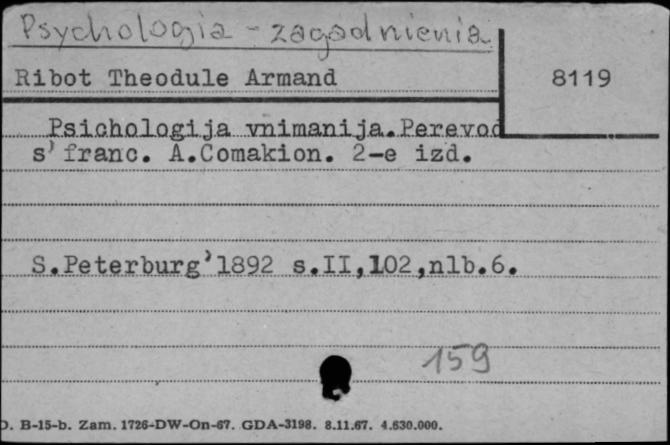 Psychologia - zagadnienia
Ribot Theodule Armand
8119
Psichologija vnimanija.Perevod
s' franc. A.Comakion. 2-e izd.
S.Peterburg'1892 s.II,102,nlb.6.
159
D. B-15-b. Zam. 1726-DW-On-67. GDA-3198. 8.11.67. 4.630.000.